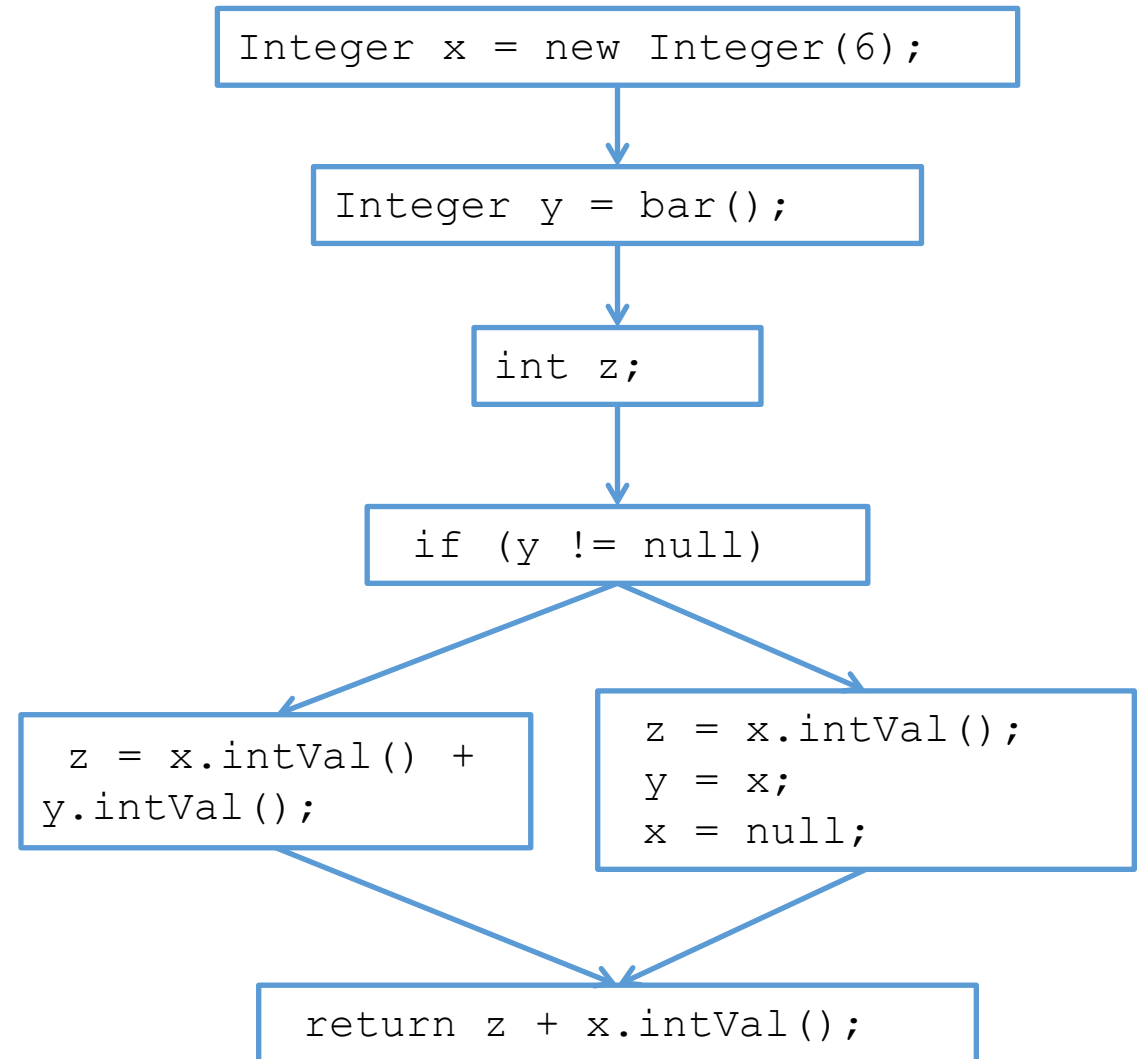 Integer x = new Integer(6);
Integer y = bar();
int z;
if (y != null)
z = x.intVal() +
y.intVal();
z = x.intVal();
y = x;
x = null;
return z + x.intVal();